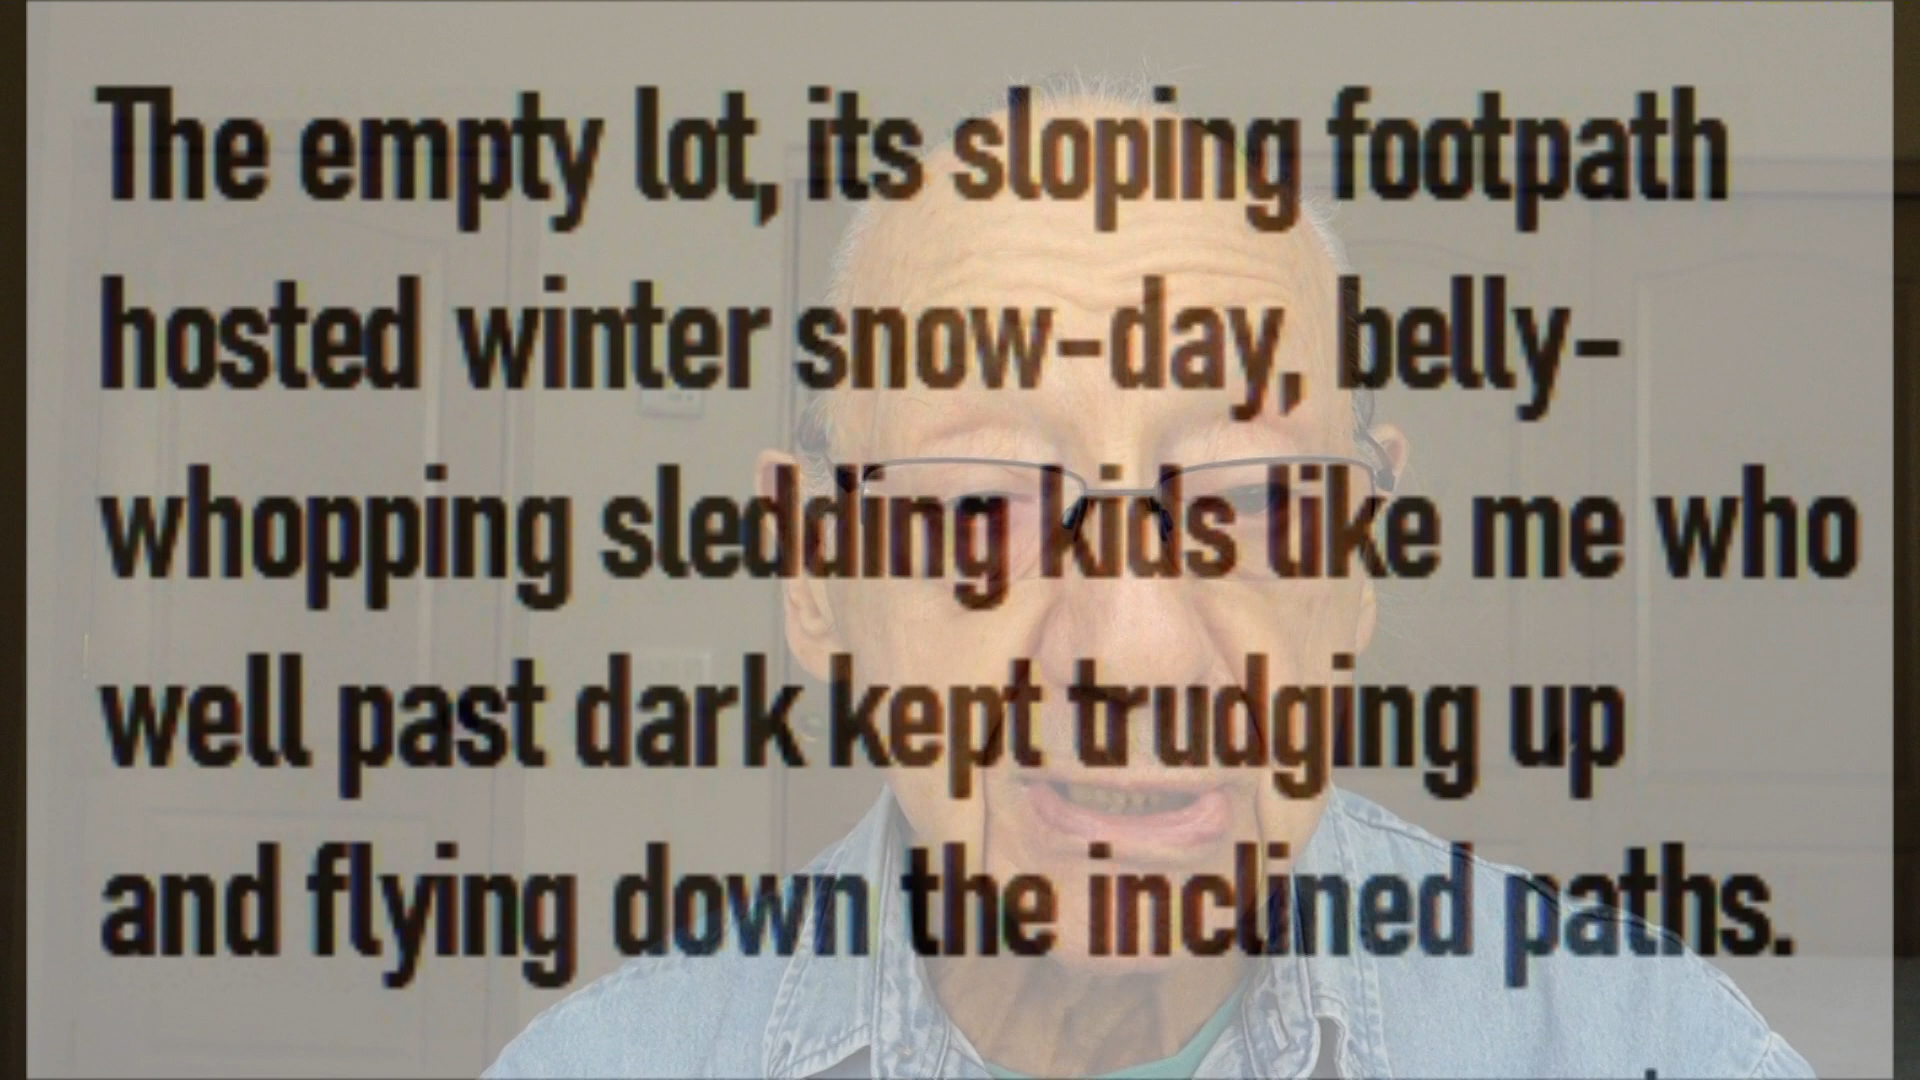 The empty lot, its sloping footpath
hosted winter snow-day, belly-
whopping sledding kids like me who
well past dark kept trudging up
and flying down the inclined paths.